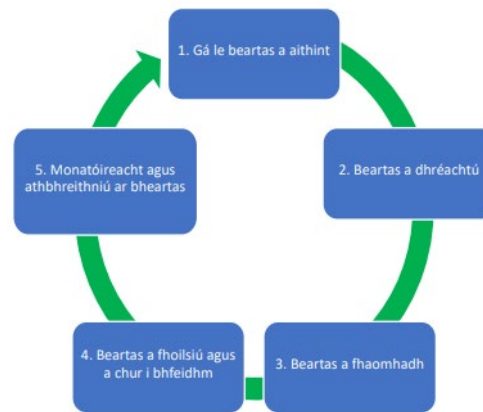 1. Gá le beartas a aithint
2. Beartas a dhréachtú
3. Beartas a fhaomhadh
4. Beartas a fhoilsiú agus
a chur i bhfeidhm
5. Monatóireacht agus
athbhreithniú ar bheartas